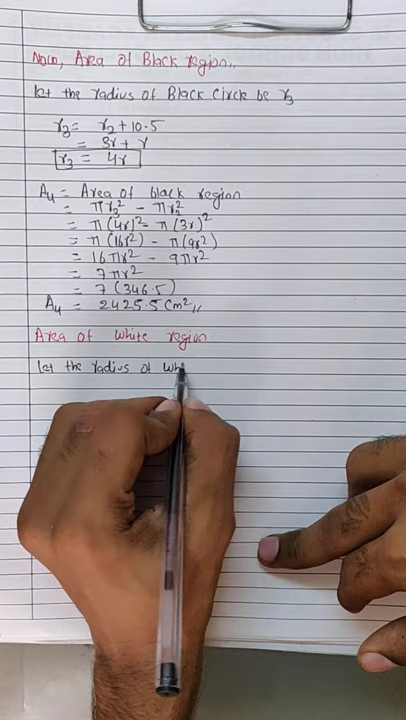 Now, Area of Black region,,
let the radius of Black Circle be r3
r3 = r2 + 10.5
= 3r + r
r3 = 4r
A4 = Area of black region
= πr3² - πr2²
= π(4r)² - π(3r)²
= π(16r²) - π(9r²)
= 16πr² - 9πr²
= 7πr²
= 7(346.5)
A4 = 2425.5 Cm²,,
Area of White region
let the radius of Whi